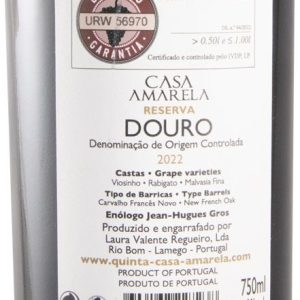 URW 56970
GARANTIA
> 0.50l e ≤ 1.00l
Certificado e controlado pelo IVDP, I.P.
CASA
AMARELA
RESERVA
DOURO
Denominação de Origem Controlada
2022
Castas • Grape varieties
Viosinho • Rabigato • Malvasia Fina
Tipo de Barricas • Type Barrels
Carvalho Francês Novo • New French Oak
Enólogo Jean-Hugues Gros
Produzido e engarrafado por
Laura Valente Regueiro, Lda
Rio Bom - Lamego - Portugal
www.quinta-casa-amarela.com
PRODUCT OF PORTUGAL
PRODUTO DE PORTUGAL
750ml